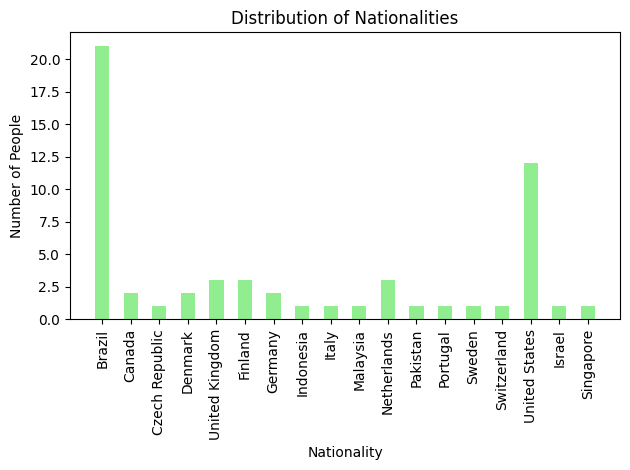 Distribution of Nationalities
Number of People
20.0
17.5
15.0
12.5
10.0
7.5
5.0
2.5
0.0
Brazil
Canada
Czech Republic
Denmark
United Kingdom
Finland
Germany
Indonesia
Italy
Malaysia
Netherlands
Pakistan
Portugal
Sweden
Switzerland
United States
Israel
Singapore
Nationality